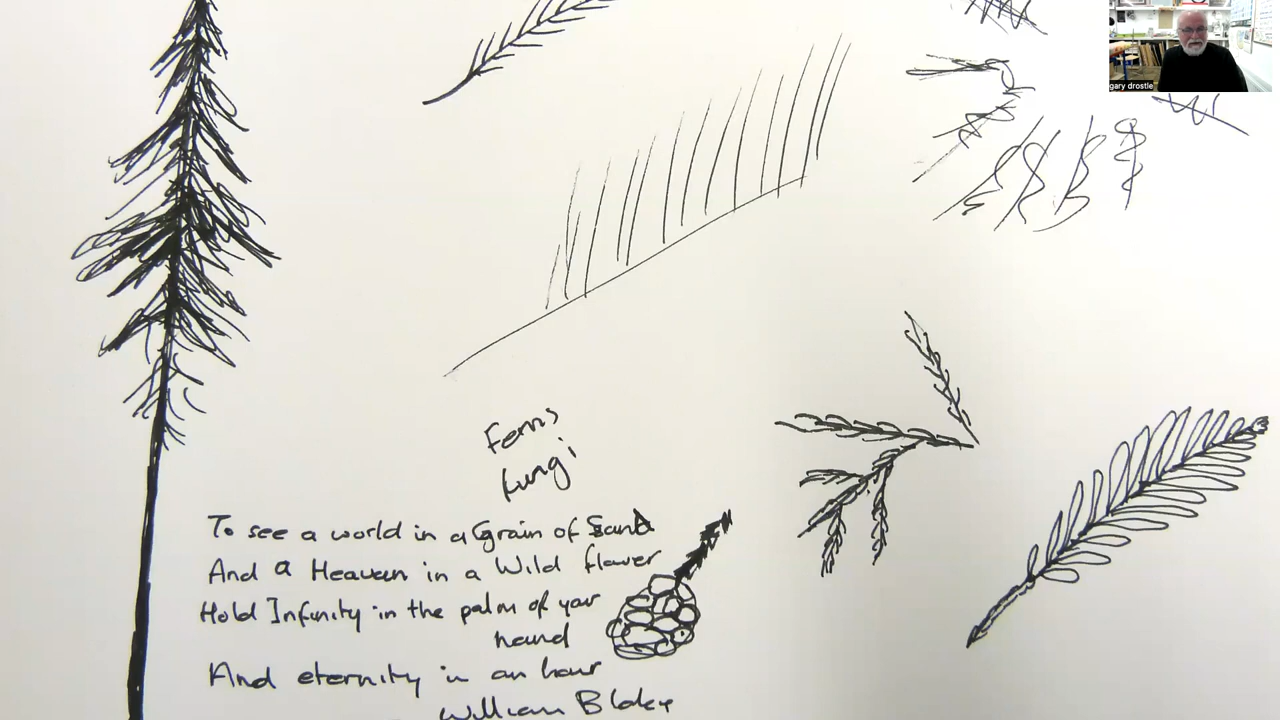 gary drostle
Ferns
fungi
To see a world in a Grain of Sand
And a Heaven in a Wild flower
Hold Infinity in the palm of your
hand
And eternity in an hour
William Blake